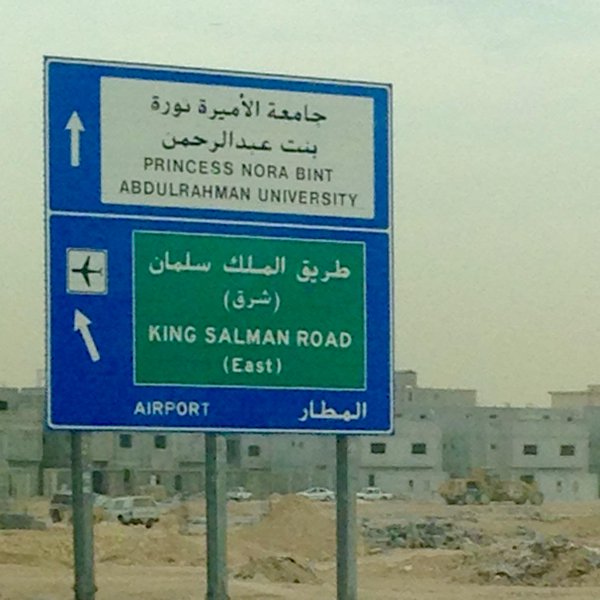 جامعة الأميرة نورة
بنت عبدالرحمن
PRINCESS NORA BINT
ABDULRAHMAN UNIVERSITY
طريق الملك سلمان
(شرق)
KING SALMAN ROAD
(East)
AIRPORT المطار